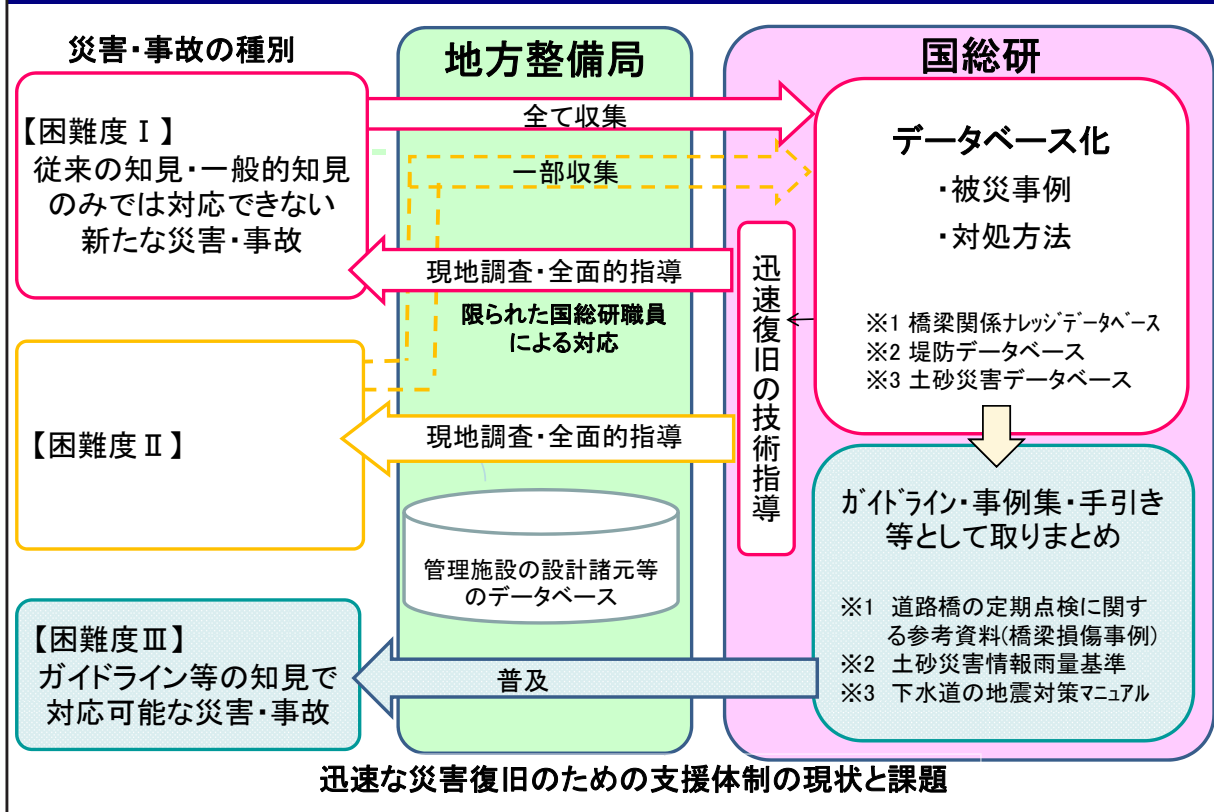 災害・事故の種別
地方整備局
国総研
【困難度Ⅰ】
従来の知見・一般的知見
のみでは対応できない
新たな災害・事故
全て収集
一部収集
現地調査・全面的指導
限られた国総研職員
による対応
データベース化
・被災事例
・対処方法
※1 橋梁関係ナレッジデータベース
※2 堤防データベース
※3 土砂災害データベース
迅速復旧の技術指導
【困難度Ⅱ】
現地調査・全面的指導
管理施設の設計諸元等
のデータベース
ガイドライン・事例集・手引き
等として取りまとめ
※1 道路橋の定期点検に関す
る参考資料(橋梁損傷事例)
※2 土砂災害情報雨量基準
※3 下水道の地震対策マニュアル
【困難度Ⅲ】
ガイドライン等の知見で
対応可能な災害・事故
普及
迅速な災害復旧のための支援体制の現状と課題